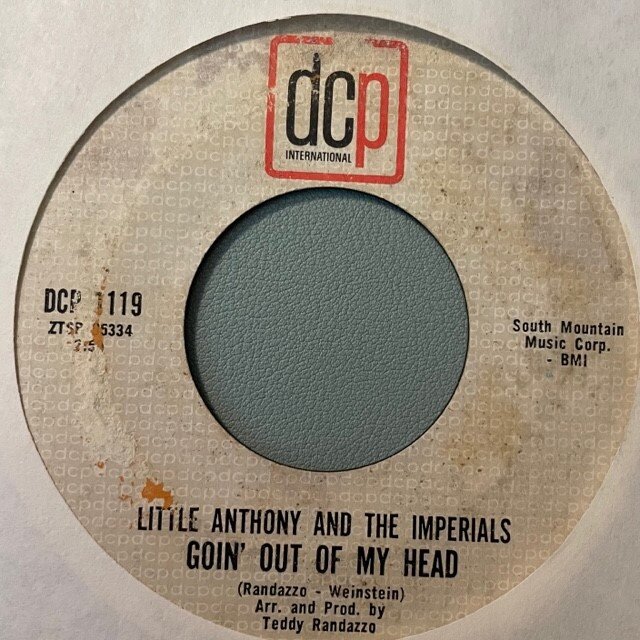 dcp
INTERNATIONAL
DCP 1119
South Mountain
Music Corp.
- BMI
LITTLE ANTHONY AND THE IMPERIALS
GOIN' OUT OF MY HEAD
(Randazzo - Weinstein)
Arr. and Prod. by
Teddy Randazzo